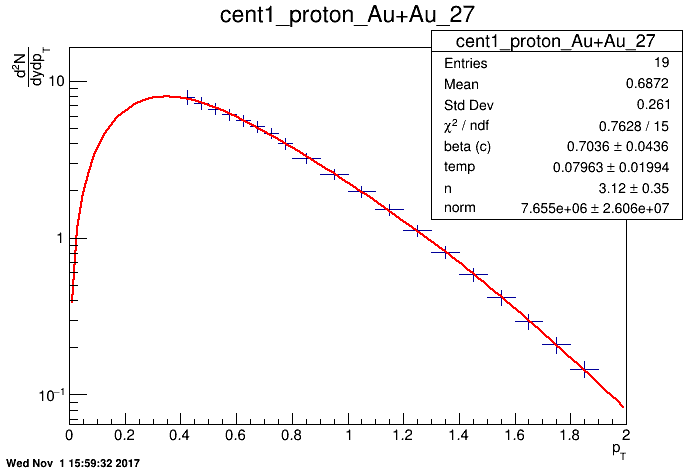 cent1_proton_Au+Au_27
d²N
dydp_T
cent1_proton_Au+Au_27
Entries 19
Mean 0.6872
Std Dev 0.261
χ² / ndf 0.7628 / 15
beta (c) 0.7036 ± 0.0436
temp 0.07963 ± 0.01994
n 3.12 ± 0.35
norm 7.655e+06 ± 2.606e+07
10
1
10⁻¹
0 0.2 0.4 0.6 0.8 1 1.2 1.4 1.6 1.8 2
p_T
Wed Nov 1 15:59:32 2017